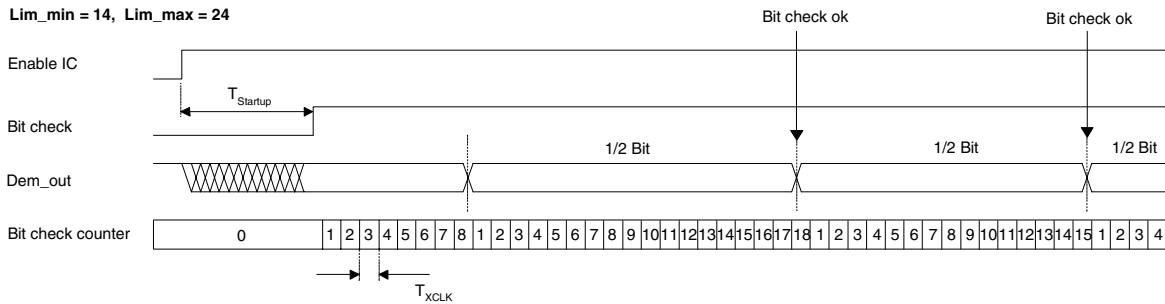 Lim_min = 14, Lim_max = 24
Bit check ok Bit check ok
Enable IC
T_Startup
Bit check
1/2 Bit 1/2 Bit 1/2 Bit
Dem_out
Bit check counter 0 1 2 3 4 5 6 7 8 1 2 3 4 5 6 7 8 9 10 11 12 13 14 15 16 17 18 1 2 3 4 5 6 7 8 9 10 11 12 13 14 15 1 2 3 4
T_XCLK